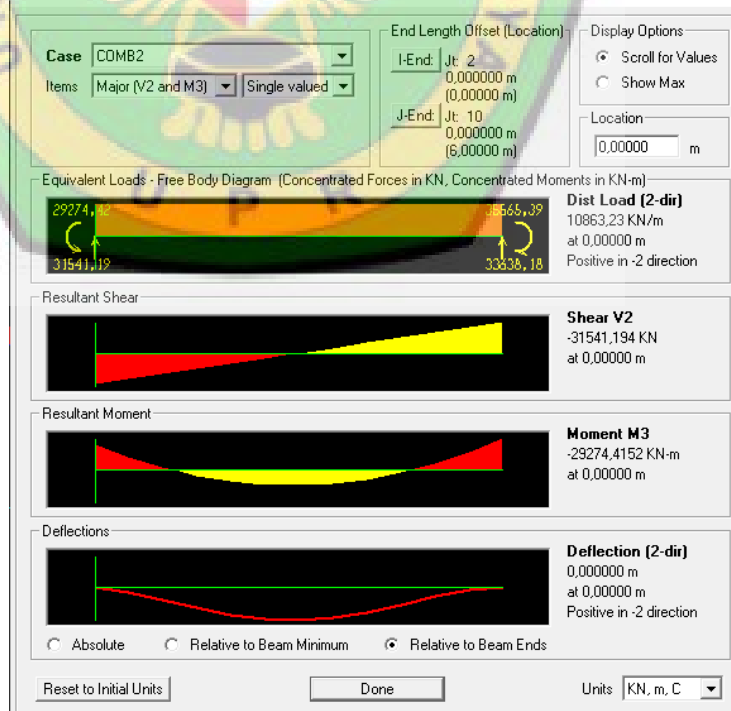 Case COMB2
Items Major (V2 and M3) Single valued
End Length Offset (Location)
I-End: Jt: 2
0,000000 m
(0,00000 m)
J-End: Jt: 10
0,000000 m
(6,00000 m)
Display Options
Scroll for Values
Show Max
Location
0,00000 m
Equivalent Loads - Free Body Diagram (Concentrated Forces in KN, Concentrated Moments in KN-m)
29274,42
31541,19
33638,18
Dist Load (2-dir)
10863,23 KN/m
at 0,00000 m
Positive in -2 direction
Resultant Shear
Shear V2
-31541,194 KN
at 0,00000 m
Resultant Moment
Moment M3
-29274,4152 KN-m
at 0,00000 m
Deflections
Deflection (2-dir)
0,000000 m
at 0,00000 m
Positive in -2 direction
Absolute Relative to Beam Minimum Relative to Beam Ends
Reset to Initial Units Done Units KN, m, C
U P R